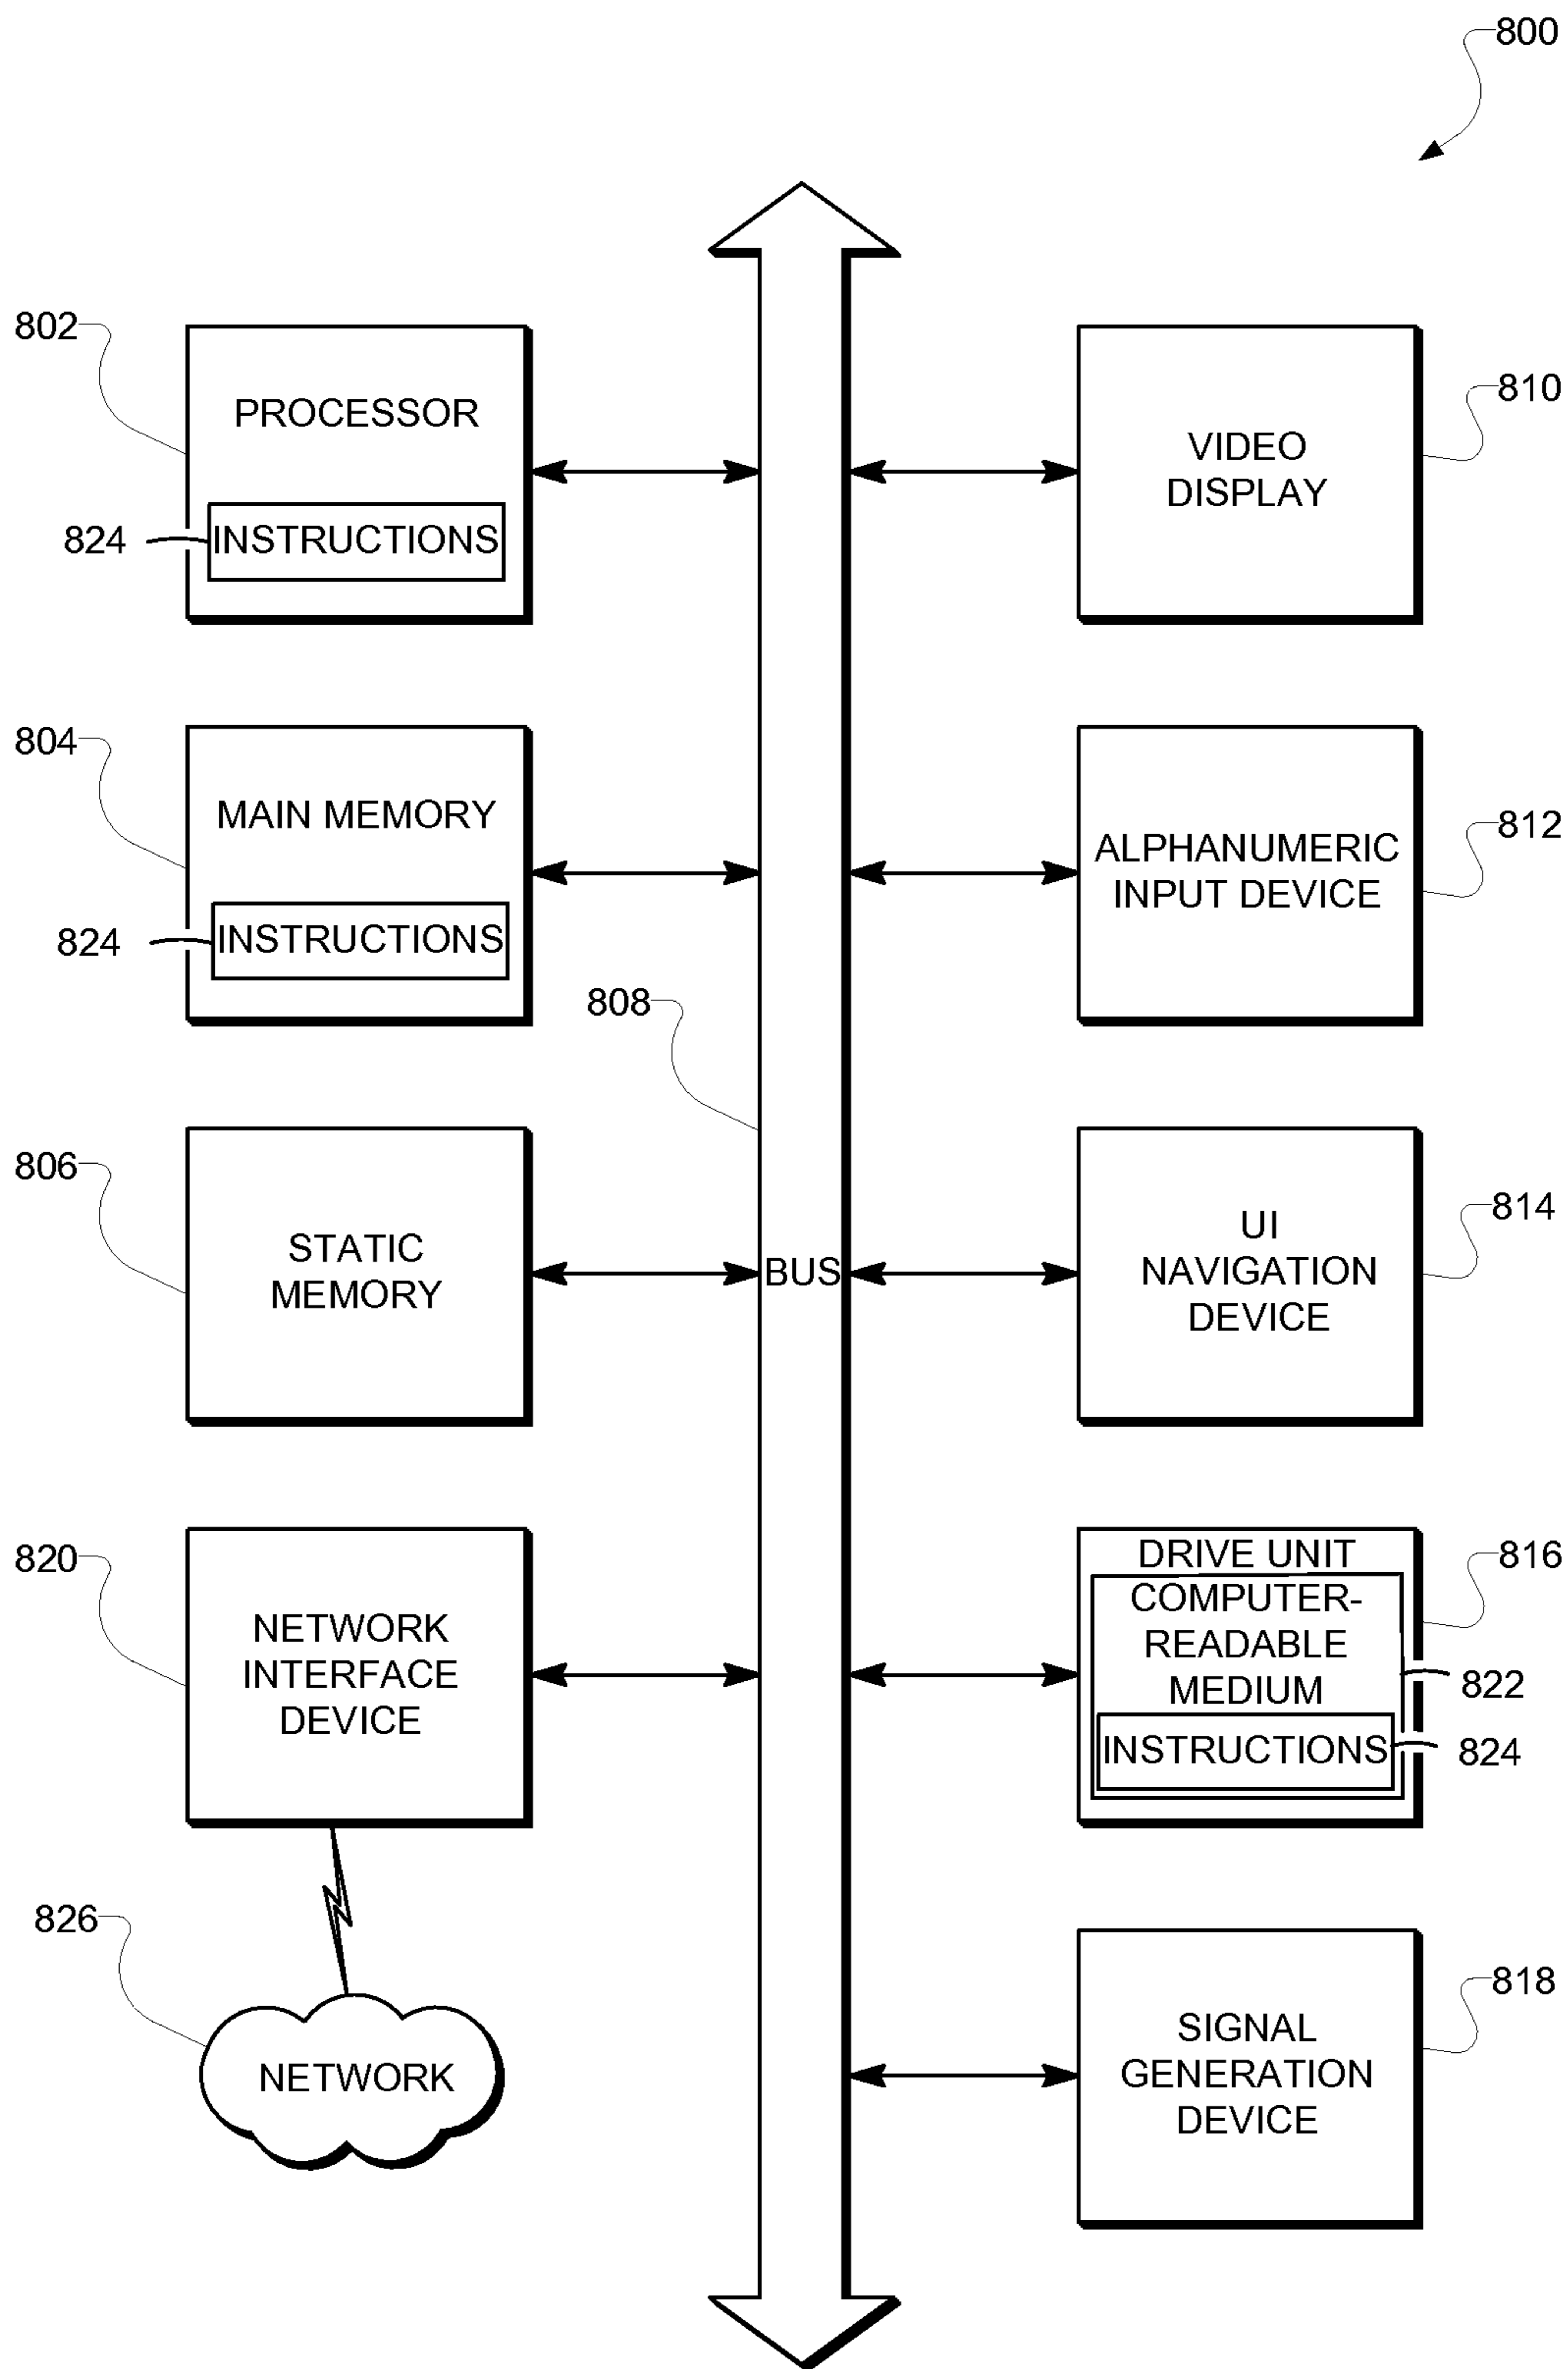 800
802
PROCESSOR
824
INSTRUCTIONS
810
VIDEO
DISPLAY
804
MAIN MEMORY
824
INSTRUCTIONS
812
ALPHANUMERIC
INPUT DEVICE
808
BUS
806
STATIC
MEMORY
814
UI
NAVIGATION
DEVICE
820
NETWORK
INTERFACE
DEVICE
816
DRIVE UNIT
COMPUTER-
READABLE
MEDIUM
822
INSTRUCTIONS
824
826
NETWORK
818
SIGNAL
GENERATION
DEVICE